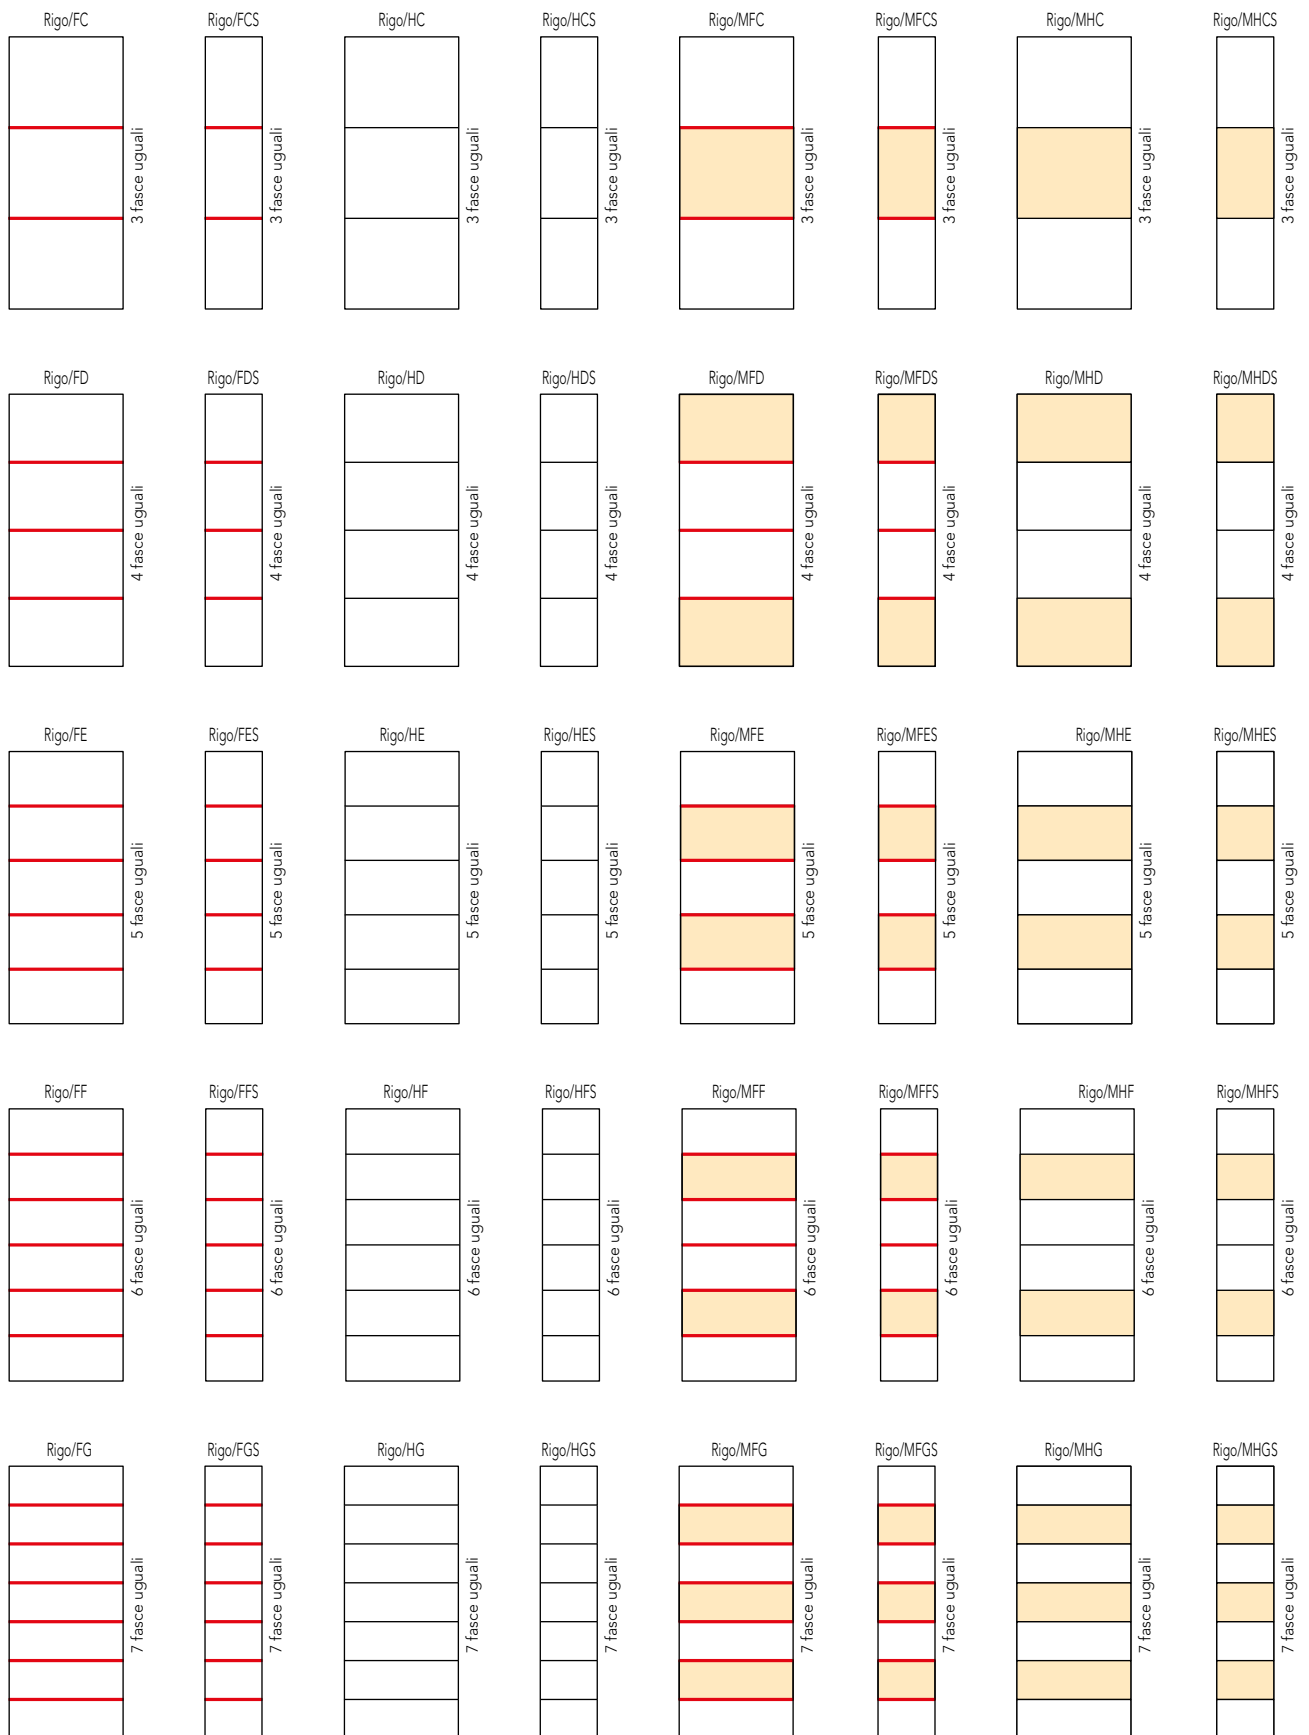 Rigo/FC
Rigo/FCS
Rigo/HC
Rigo/HCS
Rigo/MFC
Rigo/MFCS
Rigo/MHC
Rigo/MHCS
3 fasce uguali
3 fasce uguali
3 fasce uguali
3 fasce uguali
3 fasce uguali
3 fasce uguali
3 fasce uguali
3 fasce uguali
Rigo/FD
Rigo/FDS
Rigo/HD
Rigo/HDS
Rigo/MFD
Rigo/MFDS
Rigo/MHD
Rigo/MHDS
4 fasce uguali
4 fasce uguali
4 fasce uguali
4 fasce uguali
4 fasce uguali
4 fasce uguali
4 fasce uguali
4 fasce uguali
Rigo/FE
Rigo/FES
Rigo/HE
Rigo/HES
Rigo/MFE
Rigo/MFES
Rigo/MHE
Rigo/MHES
5 fasce uguali
5 fasce uguali
5 fasce uguali
5 fasce uguali
5 fasce uguali
5 fasce uguali
5 fasce uguali
5 fasce uguali
Rigo/FF
Rigo/FFS
Rigo/HF
Rigo/HFS
Rigo/MFF
Rigo/MFFS
Rigo/MHF
Rigo/MHFS
6 fasce uguali
6 fasce uguali
6 fasce uguali
6 fasce uguali
6 fasce uguali
6 fasce uguali
6 fasce uguali
6 fasce uguali
Rigo/FG
Rigo/FGS
Rigo/HG
Rigo/HGS
Rigo/MFG
Rigo/MFGS
Rigo/MHG
Rigo/MHGS
7 fasce uguali
7 fasce uguali
7 fasce uguali
7 fasce uguali
7 fasce uguali
7 fasce uguali
7 fasce uguali
7 fasce uguali